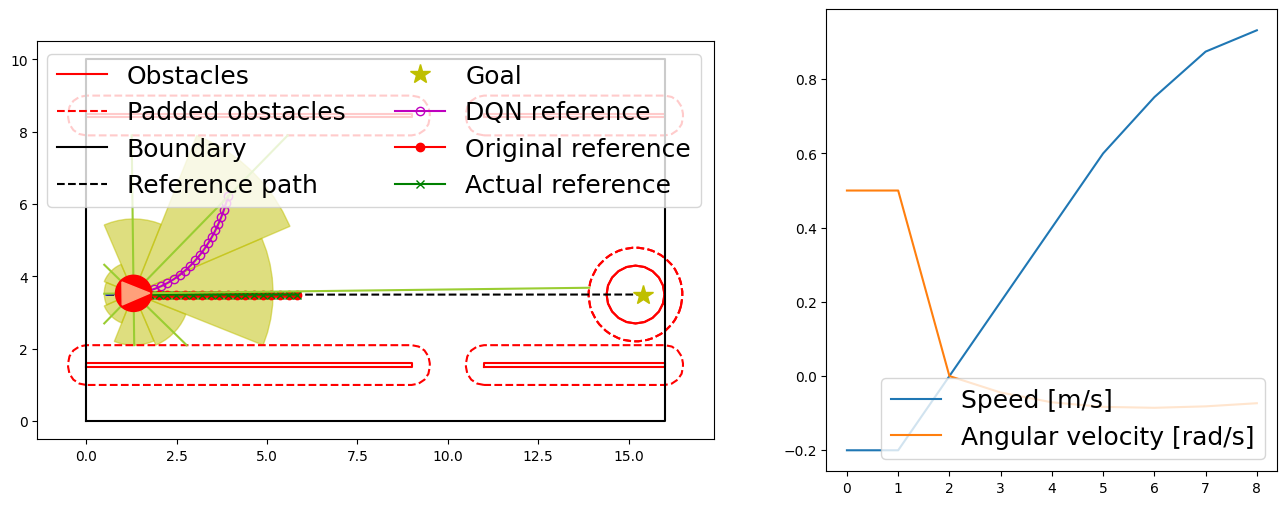 Obstacles
Padded obstacles
Boundary
Reference path
Goal
DQN reference
Original reference
Actual reference
10
8
6
4
2
0
0.0 2.5 5.0 7.5 10.0 12.5 15.0
0.8
0.6
0.4
0.2
0.0
−0.2
Speed [m/s]
Angular velocity [rad/s]
0 1 2 3 4 5 6 7 8